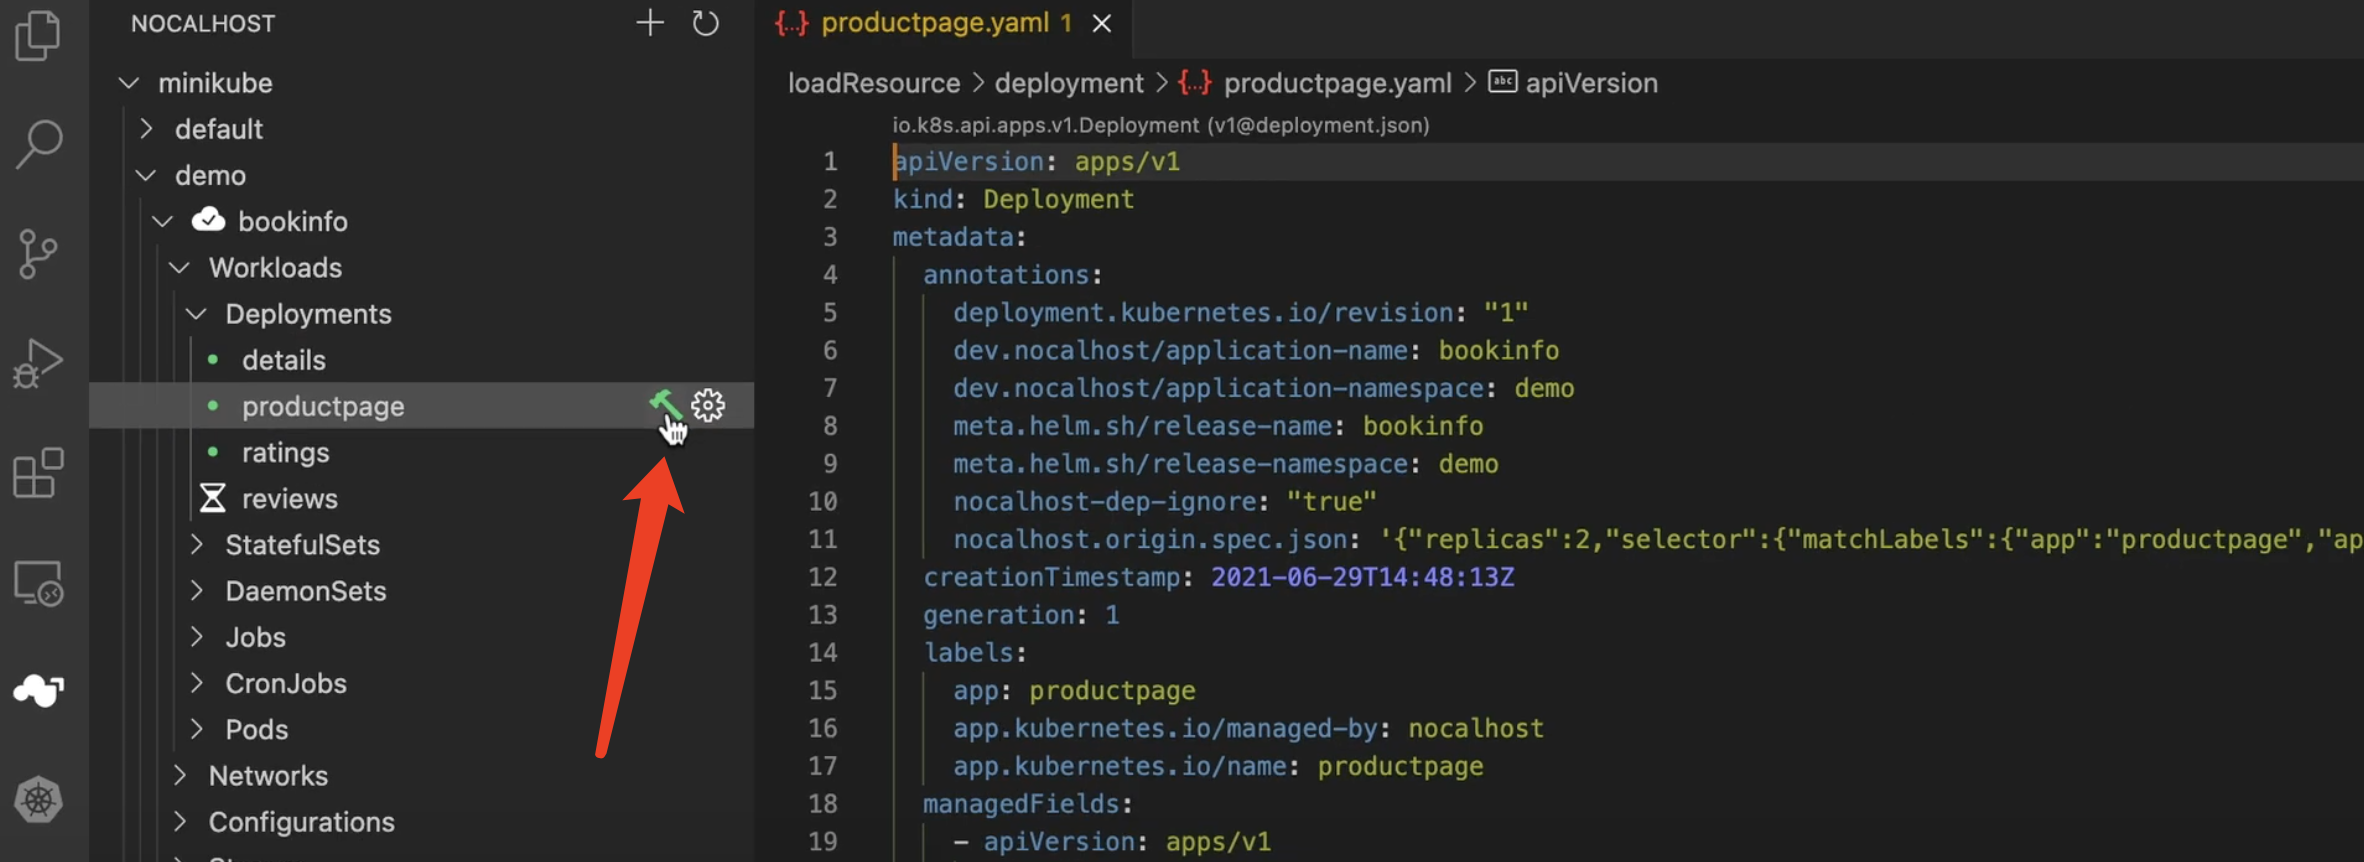 NOCALHOST
minikube
default
demo
bookinfo
Workloads
Deployments
details
productpage
ratings
reviews
StatefulSets
DaemonSets
Jobs
CronJobs
Pods
Networks
Configurations
{...} productpage.yaml 1
loadResource > deployment > {...} productpage.yaml > abc apiVersion
io.k8s.api.apps.v1.Deployment (v1@deployment.json)
1 apiVersion: apps/v1
2 kind: Deployment
3 metadata:
4 annotations:
5 deployment.kubernetes.io/revision: "1"
6 dev.nocalhost/application-name: bookinfo
7 dev.nocalhost/application-namespace: demo
8 meta.helm.sh/release-name: bookinfo
9 meta.helm.sh/release-namespace: demo
10 nocalhost-dep-ignore: "true"
11 nocalhost.origin.spec.json: '{"replicas":2,"selector":{"matchLabels":{"app":"productpage","ap
12 creationTimestamp: 2021-06-29T14:48:13Z
13 generation: 1
14 labels:
15 app: productpage
16 app.kubernetes.io/managed-by: nocalhost
17 app.kubernetes.io/name: productpage
18 managedFields:
19 - apiVersion: apps/v1